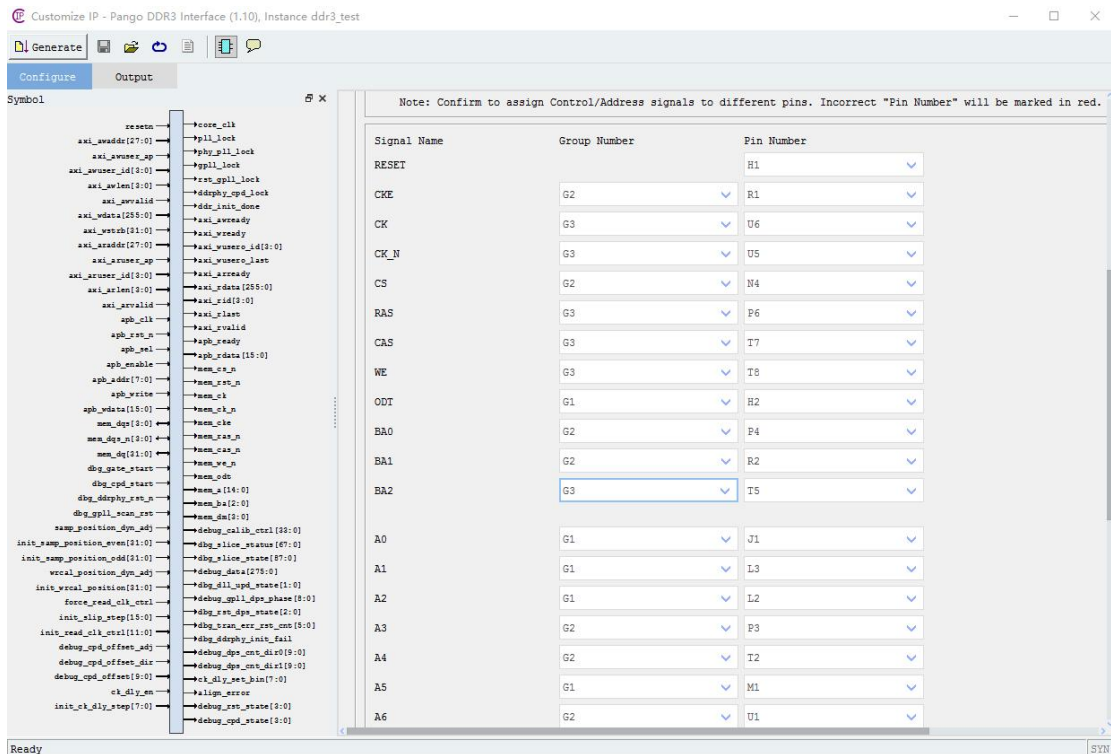 Customize IP - Pango DDR3 Interface (1.10), Instance ddr3_test
Generate
Configure Output
Symbol
resetn
axi_awaddr[27:0]
axi_awuser_ap
axi_awuser_id[3:0]
axi_awlen[3:0]
axi_awvalid
axi_wdata[255:0]
axi_wstrb[31:0]
axi_araddr[27:0]
axi_aruser_ap
axi_aruser_id[3:0]
axi_arlen[3:0]
axi_arvalid
apb_clk
apb_rst_n
apb_sel
apb_enable
apb_addr[7:0]
apb_write
apb_wdata[15:0]
mem_dqs[3:0]
mem_dqs_n[3:0]
mem_dq[31:0]
dbg_gate_start
dbg_cpd_start
dbg_ddrphy_rst_n
dbg_gpll_scan_rst
samp_position_dyn_adj
init_samp_position_even[31:0]
init_samp_position_odd[31:0]
wrcal_position_dyn_adj
init_wrcal_position[31:0]
force_read_clk_ctrl
init_slip_step[15:0]
init_read_clk_ctrl[11:0]
debug_cpd_offset_adj
debug_cpd_offset_dir
debug_cpd_offset[9:0]
ck_dly_en
init_ck_dly_step[7:0]
core_clk
pll_lock
phy_pll_lock
gpll_lock
rst_gpll_lock
ddrphy_cpd_lock
ddr_init_done
axi_awready
axi_wready
axi_wusero_id[3:0]
axi_wusero_last
axi_arready
axi_rdata[255:0]
axi_rid[3:0]
axi_rlast
axi_rvalid
apb_ready
apb_rdata[15:0]
mem_cs_n
mem_rst_n
mem_ck
mem_ck_n
mem_cke
mem_ras_n
mem_cas_n
mem_we_n
mem_odt
mem_a[14:0]
mem_ba[2:0]
mem_dm[3:0]
debug_calib_ctrl[33:0]
dbg_slice_status[67:0]
dbg_slice_state[87:0]
debug_data[275:0]
dbg_dll_upd_state[1:0]
debug_gpll_dps_phase[8:0]
dbg_rst_dps_state[2:0]
dbg_tran_err_rst_cnt[5:0]
dbg_ddrphy_init_fail
debug_dps_cnt_dir0[9:0]
debug_dps_cnt_dir1[9:0]
ck_dly_set_bin[7:0]
align_error
debug_rst_state[3:0]
debug_cpd_state[3:0]
Note: Confirm to assign Control/Address signals to different pins. Incorrect "Pin Number" will be marked in red.
Signal Name Group Number Pin Number
RESET H1
CKE G2 R1
CK G3 U6
CK_N G3 U5
CS G2 N4
RAS G3 P6
CAS G3 T7
WE G3 T8
ODT G1 H2
BA0 G2 P4
BA1 G2 R2
BA2 G3 T5
A0 G1 J1
A1 G1 L3
A2 G1 L2
A3 G2 P3
A4 G2 T2
A5 G1 M1
A6 G2 U1
Ready SYN